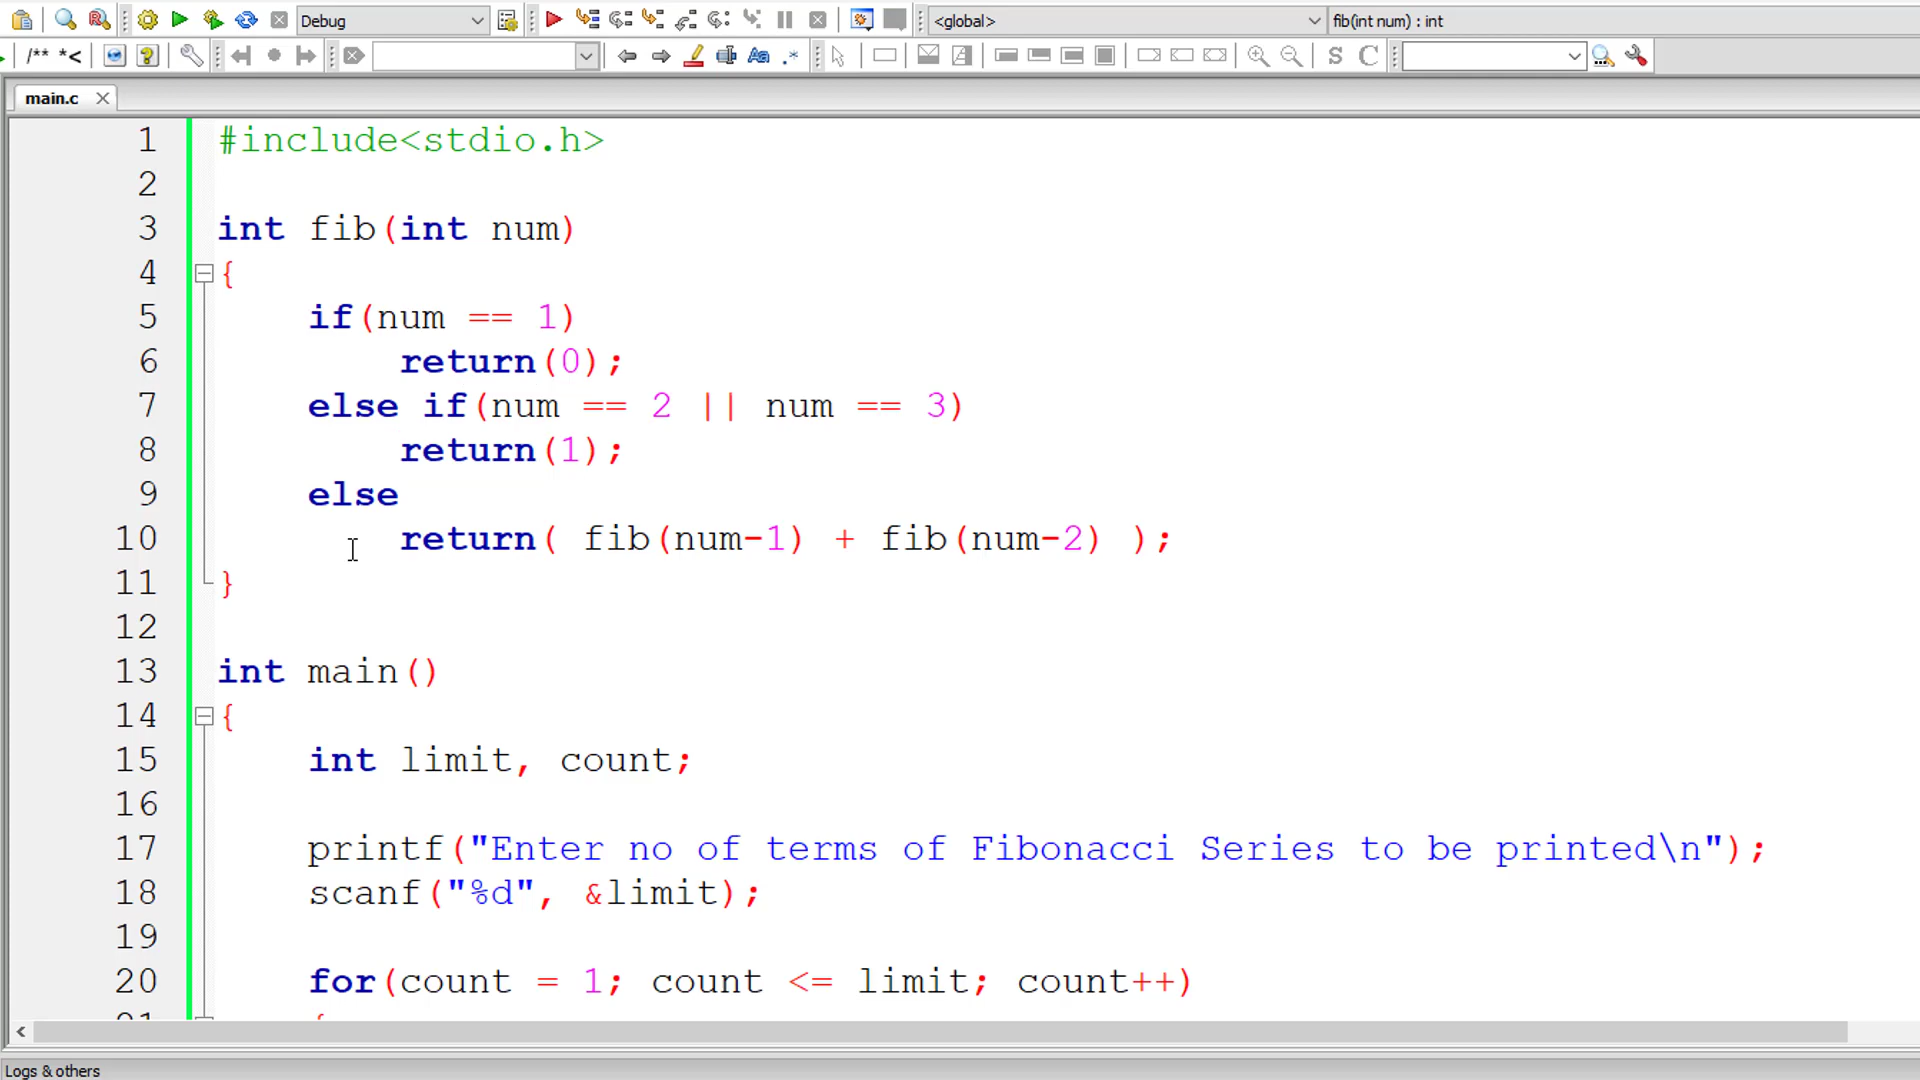 Debug
<global>
fib(int num) : int
/** *<
Aa
.*
S C
main.c
1 #include<stdio.h>
2
3 int fib(int num)
4 {
5 if(num == 1)
6 return(0);
7 else if(num == 2 || num == 3)
8 return(1);
9 else
10 return( fib(num-1) + fib(num-2) );
11 }
12
13 int main()
14 {
15 int limit, count;
16
17 printf("Enter no of terms of Fibonacci Series to be printed\n");
18 scanf("%d", &limit);
19
20 for(count = 1; count <= limit; count++)
21 {
Logs & others